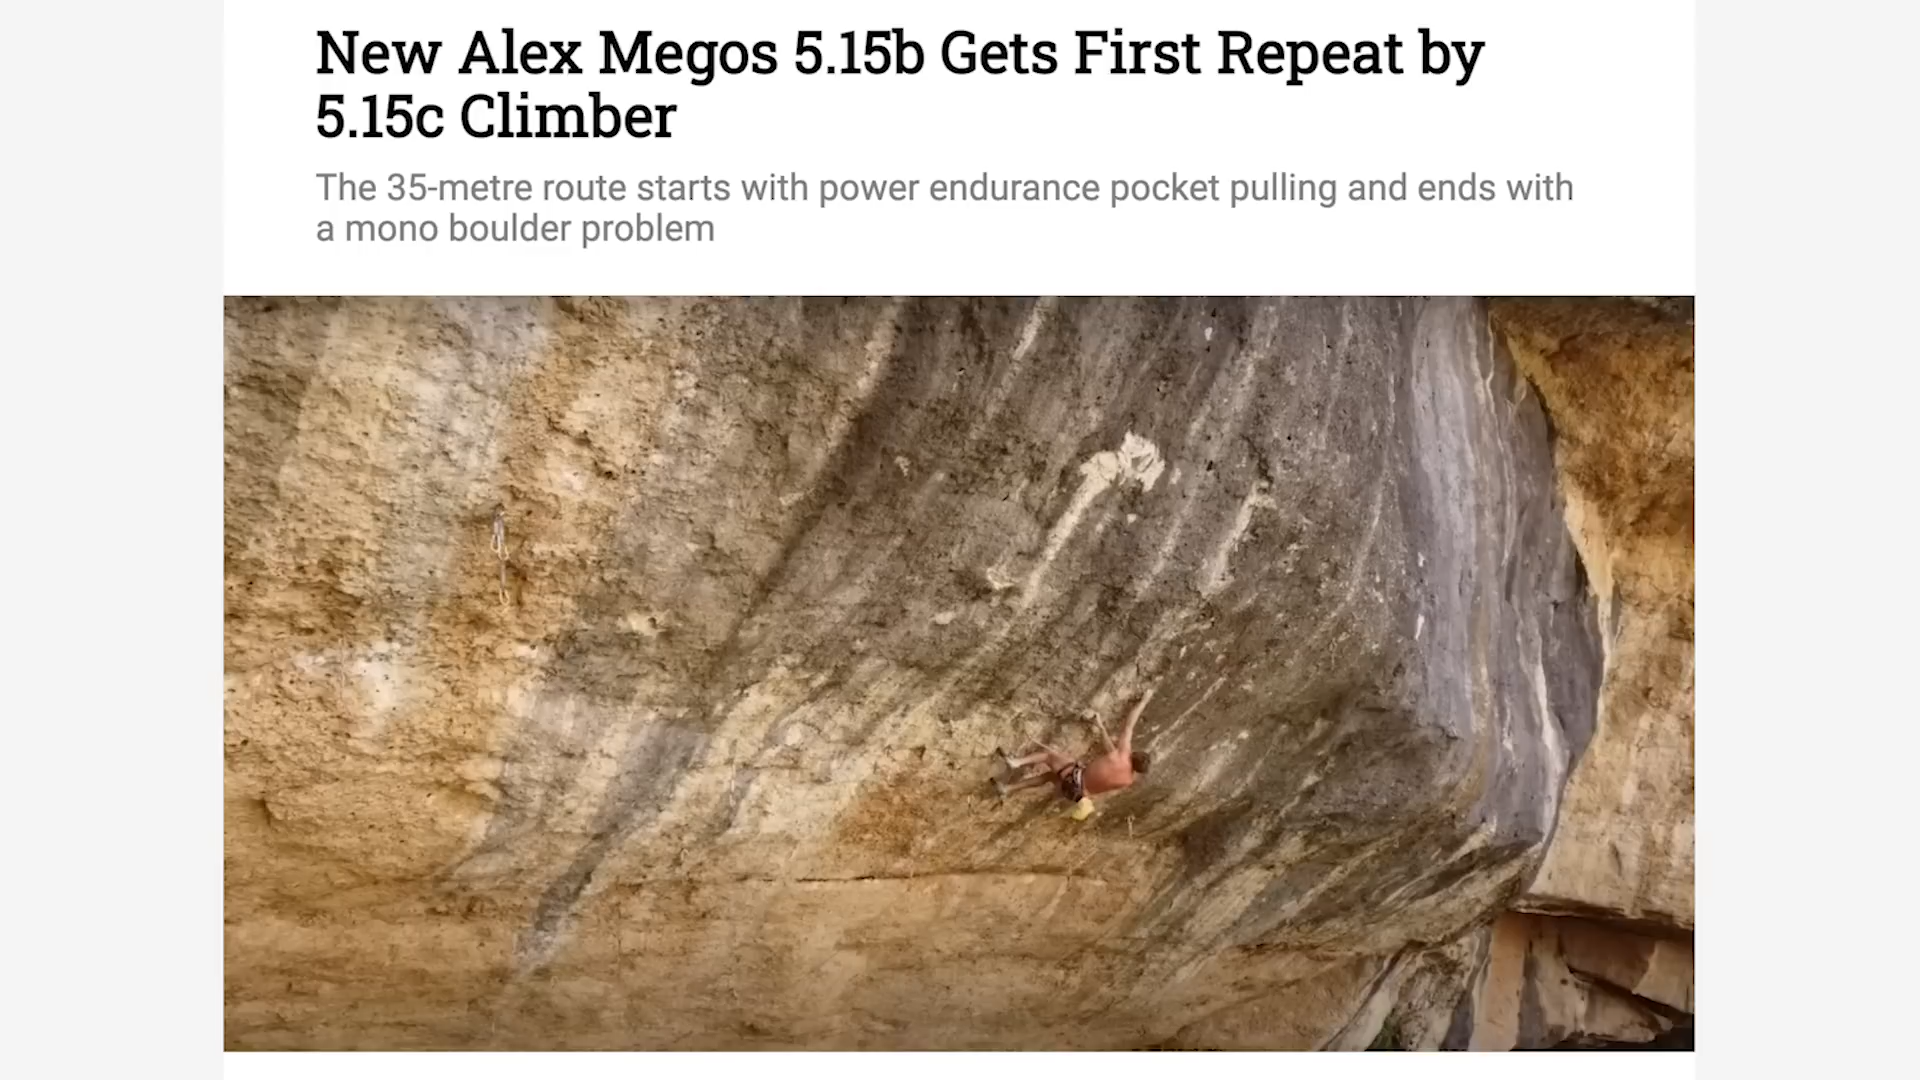 New Alex Megos 5.15b Gets First Repeat by
5.15c Climber
The 35-metre route starts with power endurance pocket pulling and ends with
a mono boulder problem